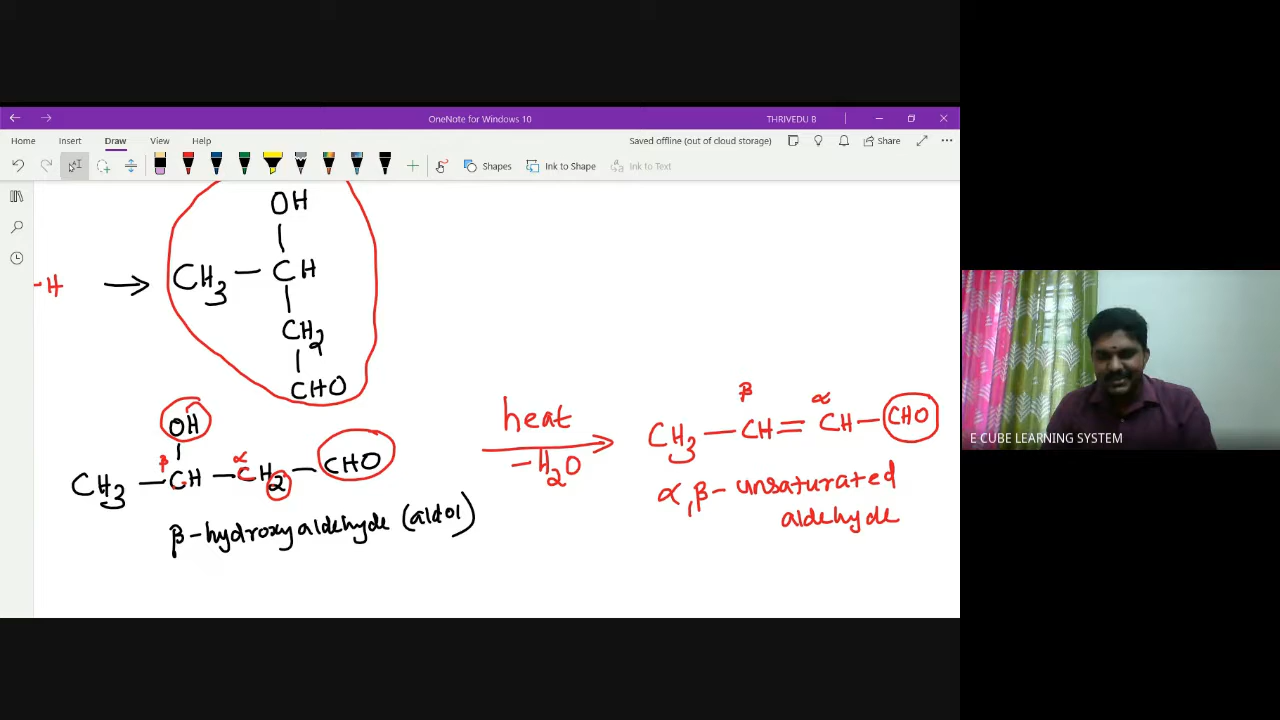 OneNote for Windows 10
THRIVEDU B
Home Insert Draw View Help
Saved offline (out of cloud storage)
Share
Shapes
Ink to Shape
Ink to Text
OH
-H → CH3 - CH
CH2
CHO
OH
β α
CH3 - CH - CH2 - CHO
β-hydroxy aldehyde (aldol)
heat
-H2O
β α
CH3 - CH = CH - CHO
α,β- unsaturated
aldehyde
E CUBE LEARNING SYSTEM